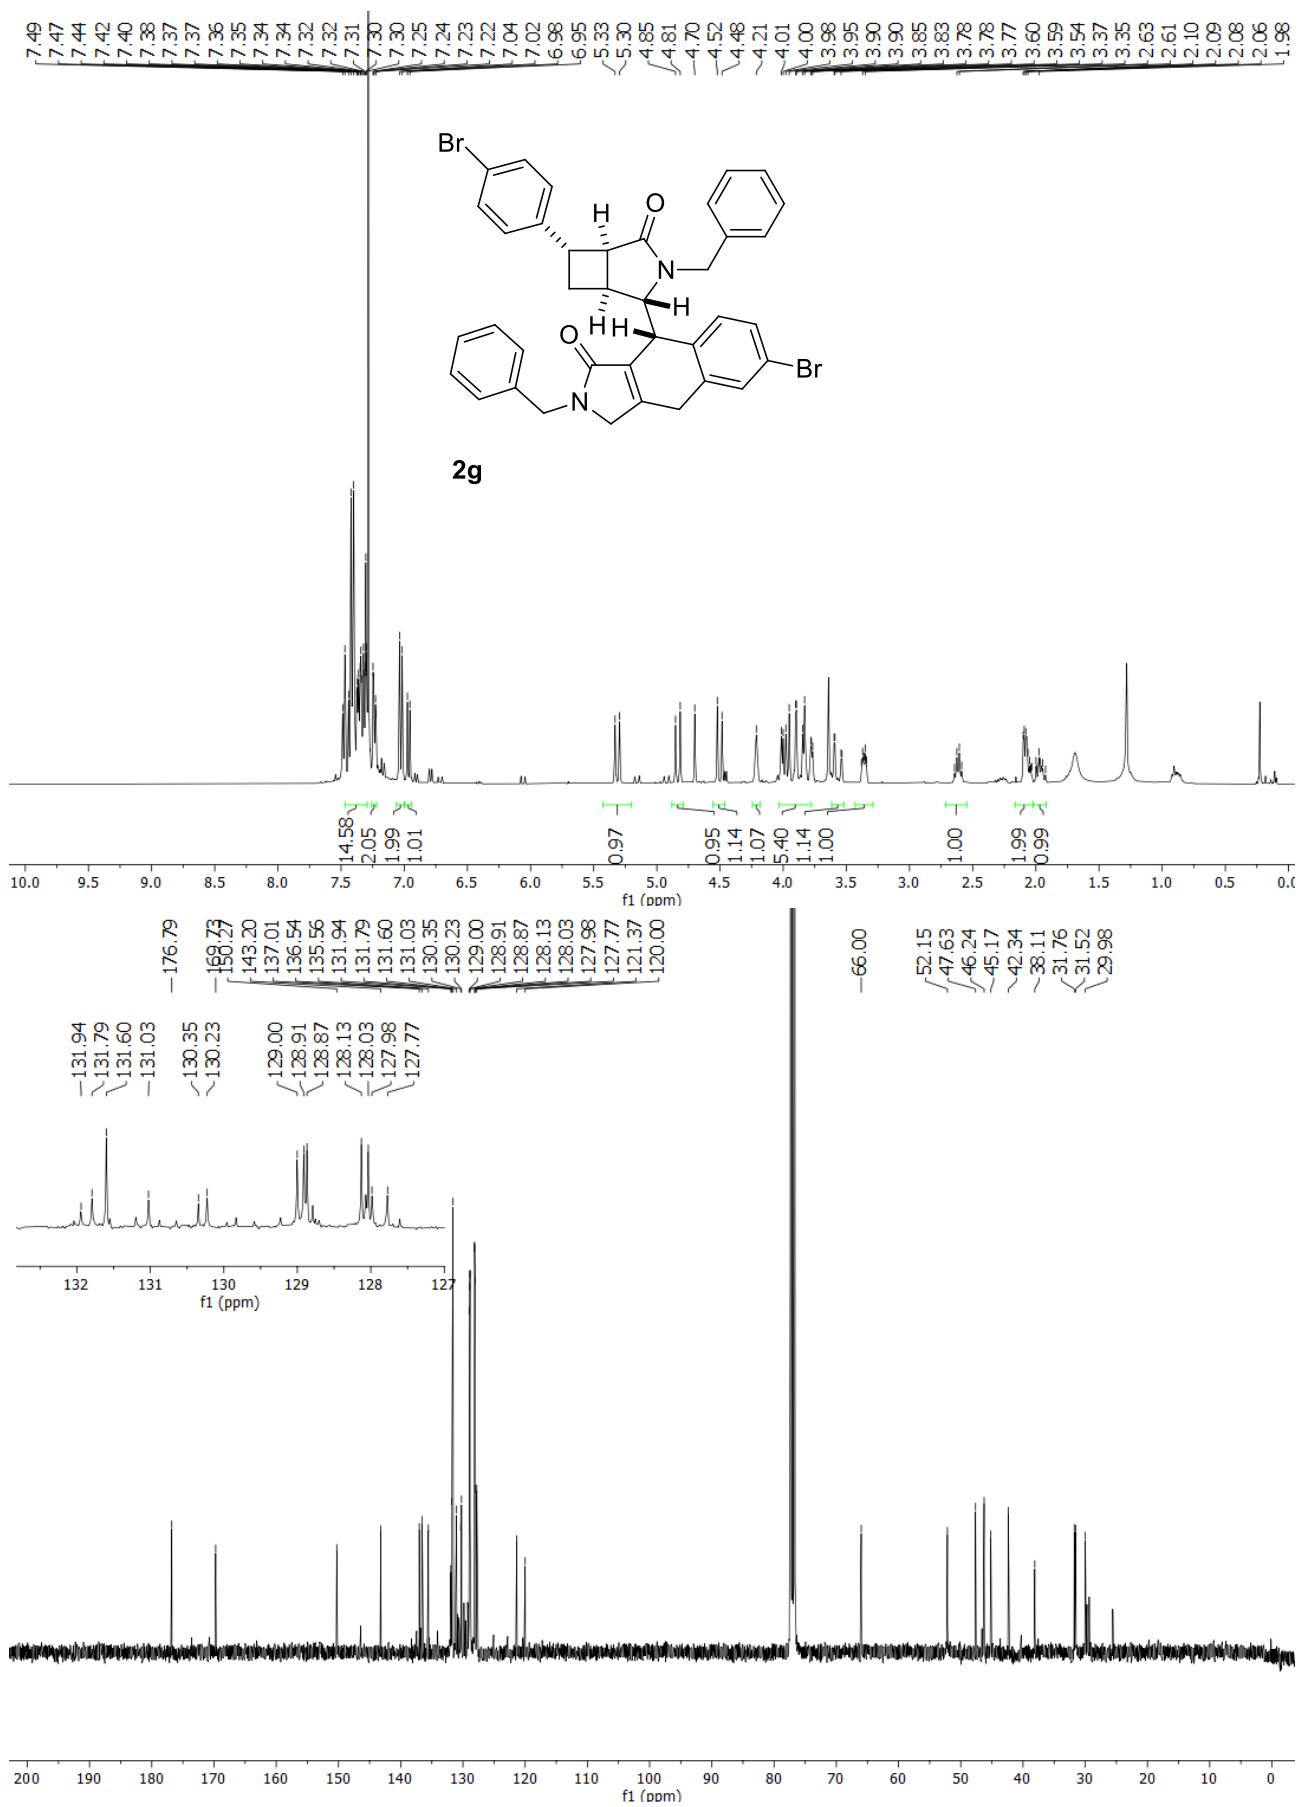 7.49 7.47 7.44 7.42 7.40 7.38 7.37 7.37 7.36 7.35 7.34 7.34 7.32 7.32 7.31 7.30 7.30 7.25 7.24 7.23 7.22 7.04 7.02 6.98 6.95 5.33 5.30 4.85 4.81 4.70 4.52 4.48 4.21 4.01 4.00 3.98 3.95 3.90 3.90 3.85 3.83 3.78 3.78 3.77 3.60 3.59 3.54 3.37 3.35 2.63 2.61 2.10 2.09 2.08 2.06 1.98
Br
H O
N
H
H H
O
Br
N
2g
14.58 2.05 1.99 1.01 0.97 0.95 1.14 1.07 5.40 1.14 1.00 1.00 1.99 0.99
10.0 9.5 9.0 8.5 8.0 7.5 7.0 6.5 6.0 5.5 5.0 4.5 4.0 3.5 3.0 2.5 2.0 1.5 1.0 0.5 0.0
f1 (ppm)
176.79 169.73 150.27 143.20 137.01 136.54 135.56 131.94 131.79 131.60 131.03 130.35 130.23 129.00 128.91 128.87 128.13 128.03 127.98 127.77 121.37 120.00 66.00 52.15 47.63 46.24 45.17 42.34 38.11 31.76 31.52 29.98
131.94 131.79 131.60 131.03 130.35 130.23 129.00 128.91 128.87 128.13 128.03 127.98 127.77
132 131 130 129 128 127
f1 (ppm)
200 190 180 170 160 150 140 130 120 110 100 90 80 70 60 50 40 30 20 10 0
f1 (ppm)